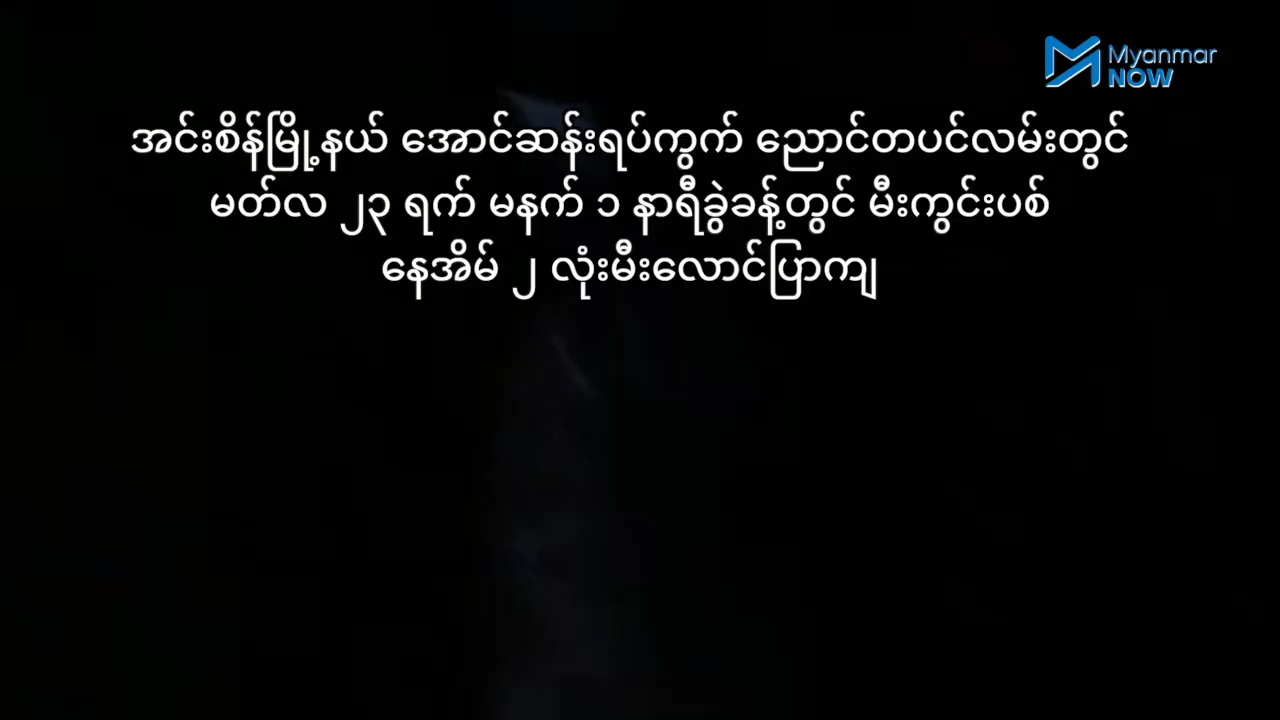 Myanmar
NOW
အင်းစိန်မြို့နယ် အောင်ဆန်းရပ်ကွက် ညောင်တပင်လမ်းတွင်
မတ်လ ၂၃ ရက် မနက် ၁ နာရီခွဲခန့်တွင် မီးကွင်းပစ်
နေအိမ် ၂ လုံးမီးလောင်ပြာကျ